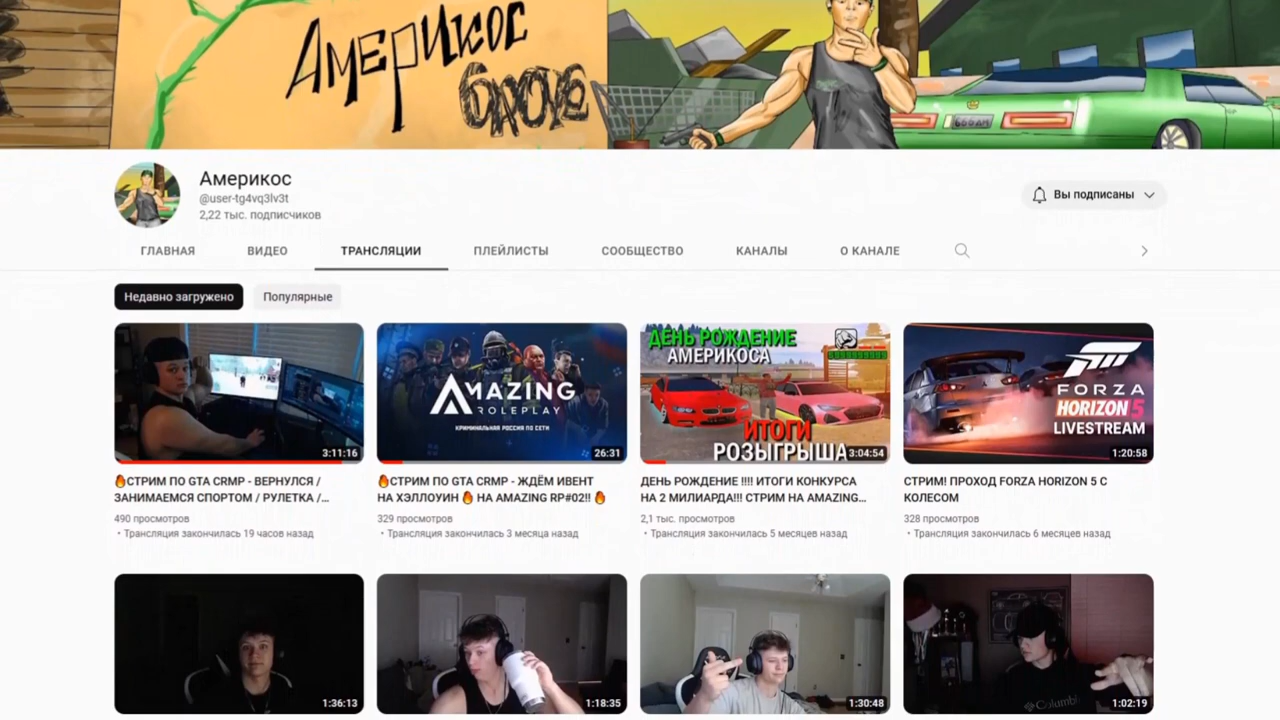 Америкос
броуе
666АМ
Америкос
@user-tg4vq3lv3t
2,22 тыс. подписчиков
Вы подписаны
ГЛАВНАЯ ВИДЕО ТРАНСЛЯЦИИ ПЛЕЙЛИСТЫ СООБЩЕСТВО КАНАЛЫ О КАНАЛЕ
Недавно загружено Популярные
3:11:16
AMAZING
ROLEPLAY
КРИМИНАЛЬНАЯ РОССИЯ ПО СЕТИ
26:31
ДЕНЬ РОЖДЕНИЕ
АМЕРИКОСА
ИТОГИ
РОЗЫГРЫША
3:04:54
FORZA
HORIZON 5
LIVESTREAM
1:20:58
🔥СТРИМ ПО GTA CRMP - ВЕРНУЛСЯ /
ЗАНИМАЕМСЯ СПОРТОМ / РУЛЕТКА /...
490 просмотров
• Трансляция закончилась 19 часов назад
🔥СТРИМ ПО GTA CRMP - ЖДЁМ ИВЕНТ
НА ХЭЛЛОУИН 🔥 НА AMAZING RP#02!! 🔥
329 просмотров
• Трансляция закончилась 3 месяца назад
ДЕНЬ РОЖДЕНИЕ !!!! ИТОГИ КОНКУРСА
НА 2 МИЛИАРДА!!! СТРИМ НА AMAZING...
2,1 тыс. просмотров
• Трансляция закончилась 5 месяцев назад
СТРИМ! ПРОХОД FORZA HORIZON 5 С
КОЛЕСОМ
328 просмотров
• Трансляция закончилась 6 месяцев назад
1:36:13
1:18:35
1:30:48
Columbia
1:02:19